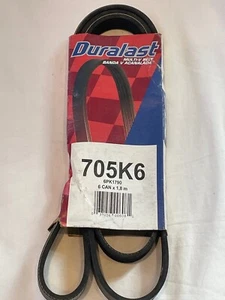 Duralast
MULTI-V BELT
BANDA V ACANALADA
705K6
6PK1790
6 CAN x 1,8 m